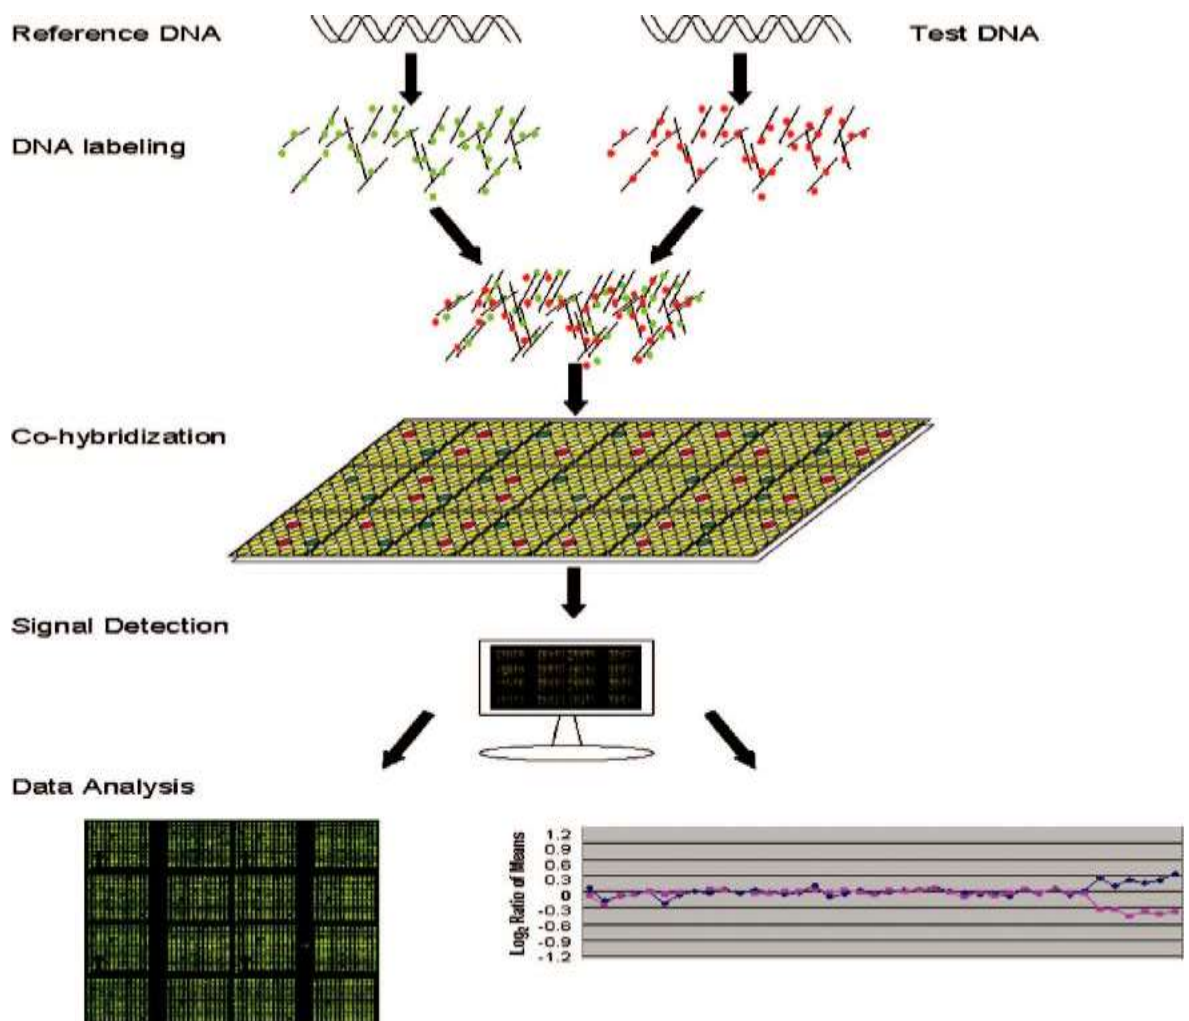 Reference DNA
Test DNA
DNA labeling
Co-hybridization
Signal Detection
Data Analysis
Log2 Ratio of Means
1.2
0.9
0.6
0.3
0
-0.3
-0.6
-0.9
-1.2